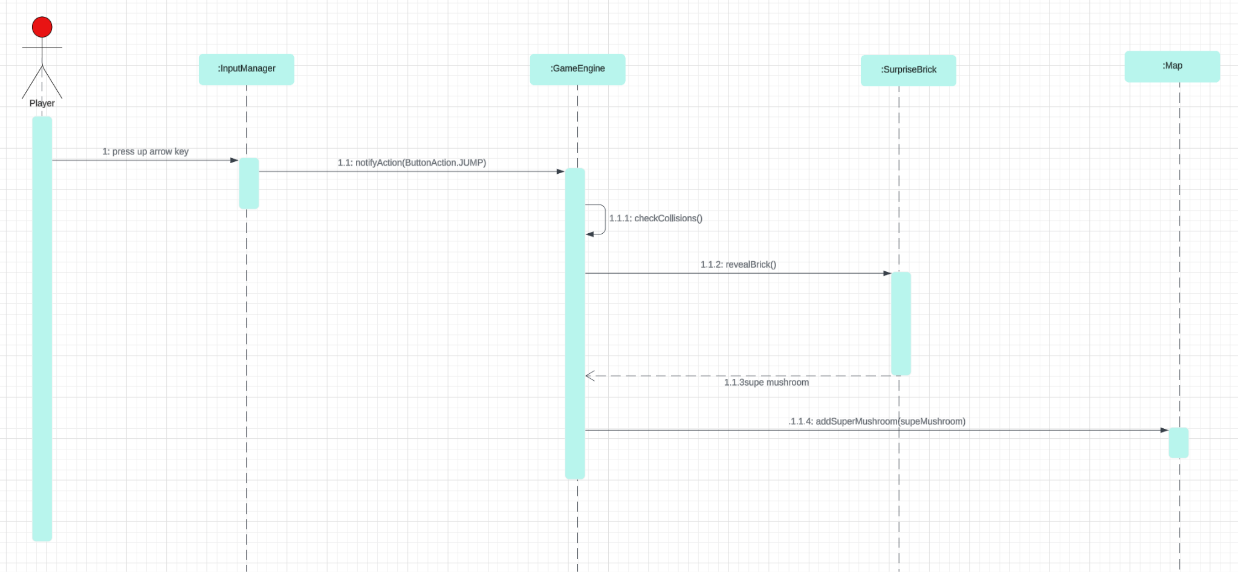 :InputManager
:GameEngine
:SurpriseBrick
:Map
Player
1: press up arrow key
1.1: notifyAction(ButtonAction.JUMP)
1.1.1: checkCollisions()
1.1.2: revealBrick()
1.1.3supe mushroom
.1.1.4: addSuperMushroom(supeMushroom)